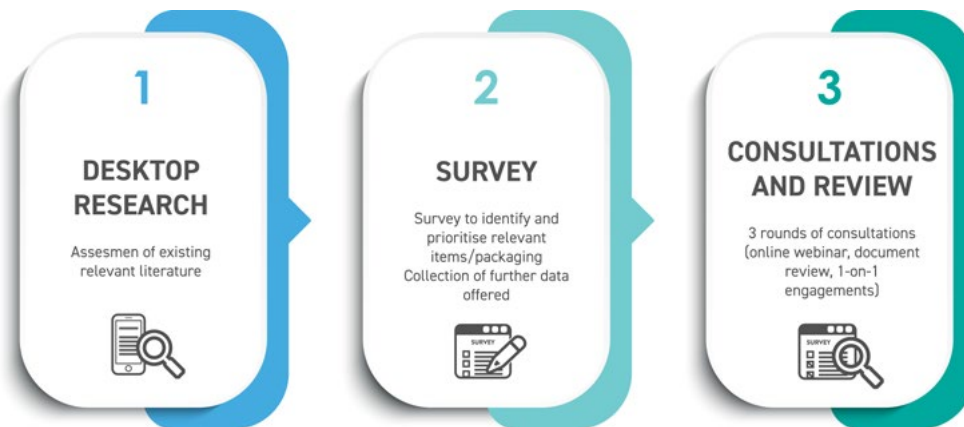 1
DESKTOP
RESEARCH
Assesmen of existing
relevant literature
2
SURVEY
Survey to identify and
prioritise relevant
items/packaging
Collection of further data
offered
SURVEY
3
CONSULTATIONS
AND REVIEW
3 rounds of consultations
(online webinar, document
review, 1-on-1
engagements)
SURVEY